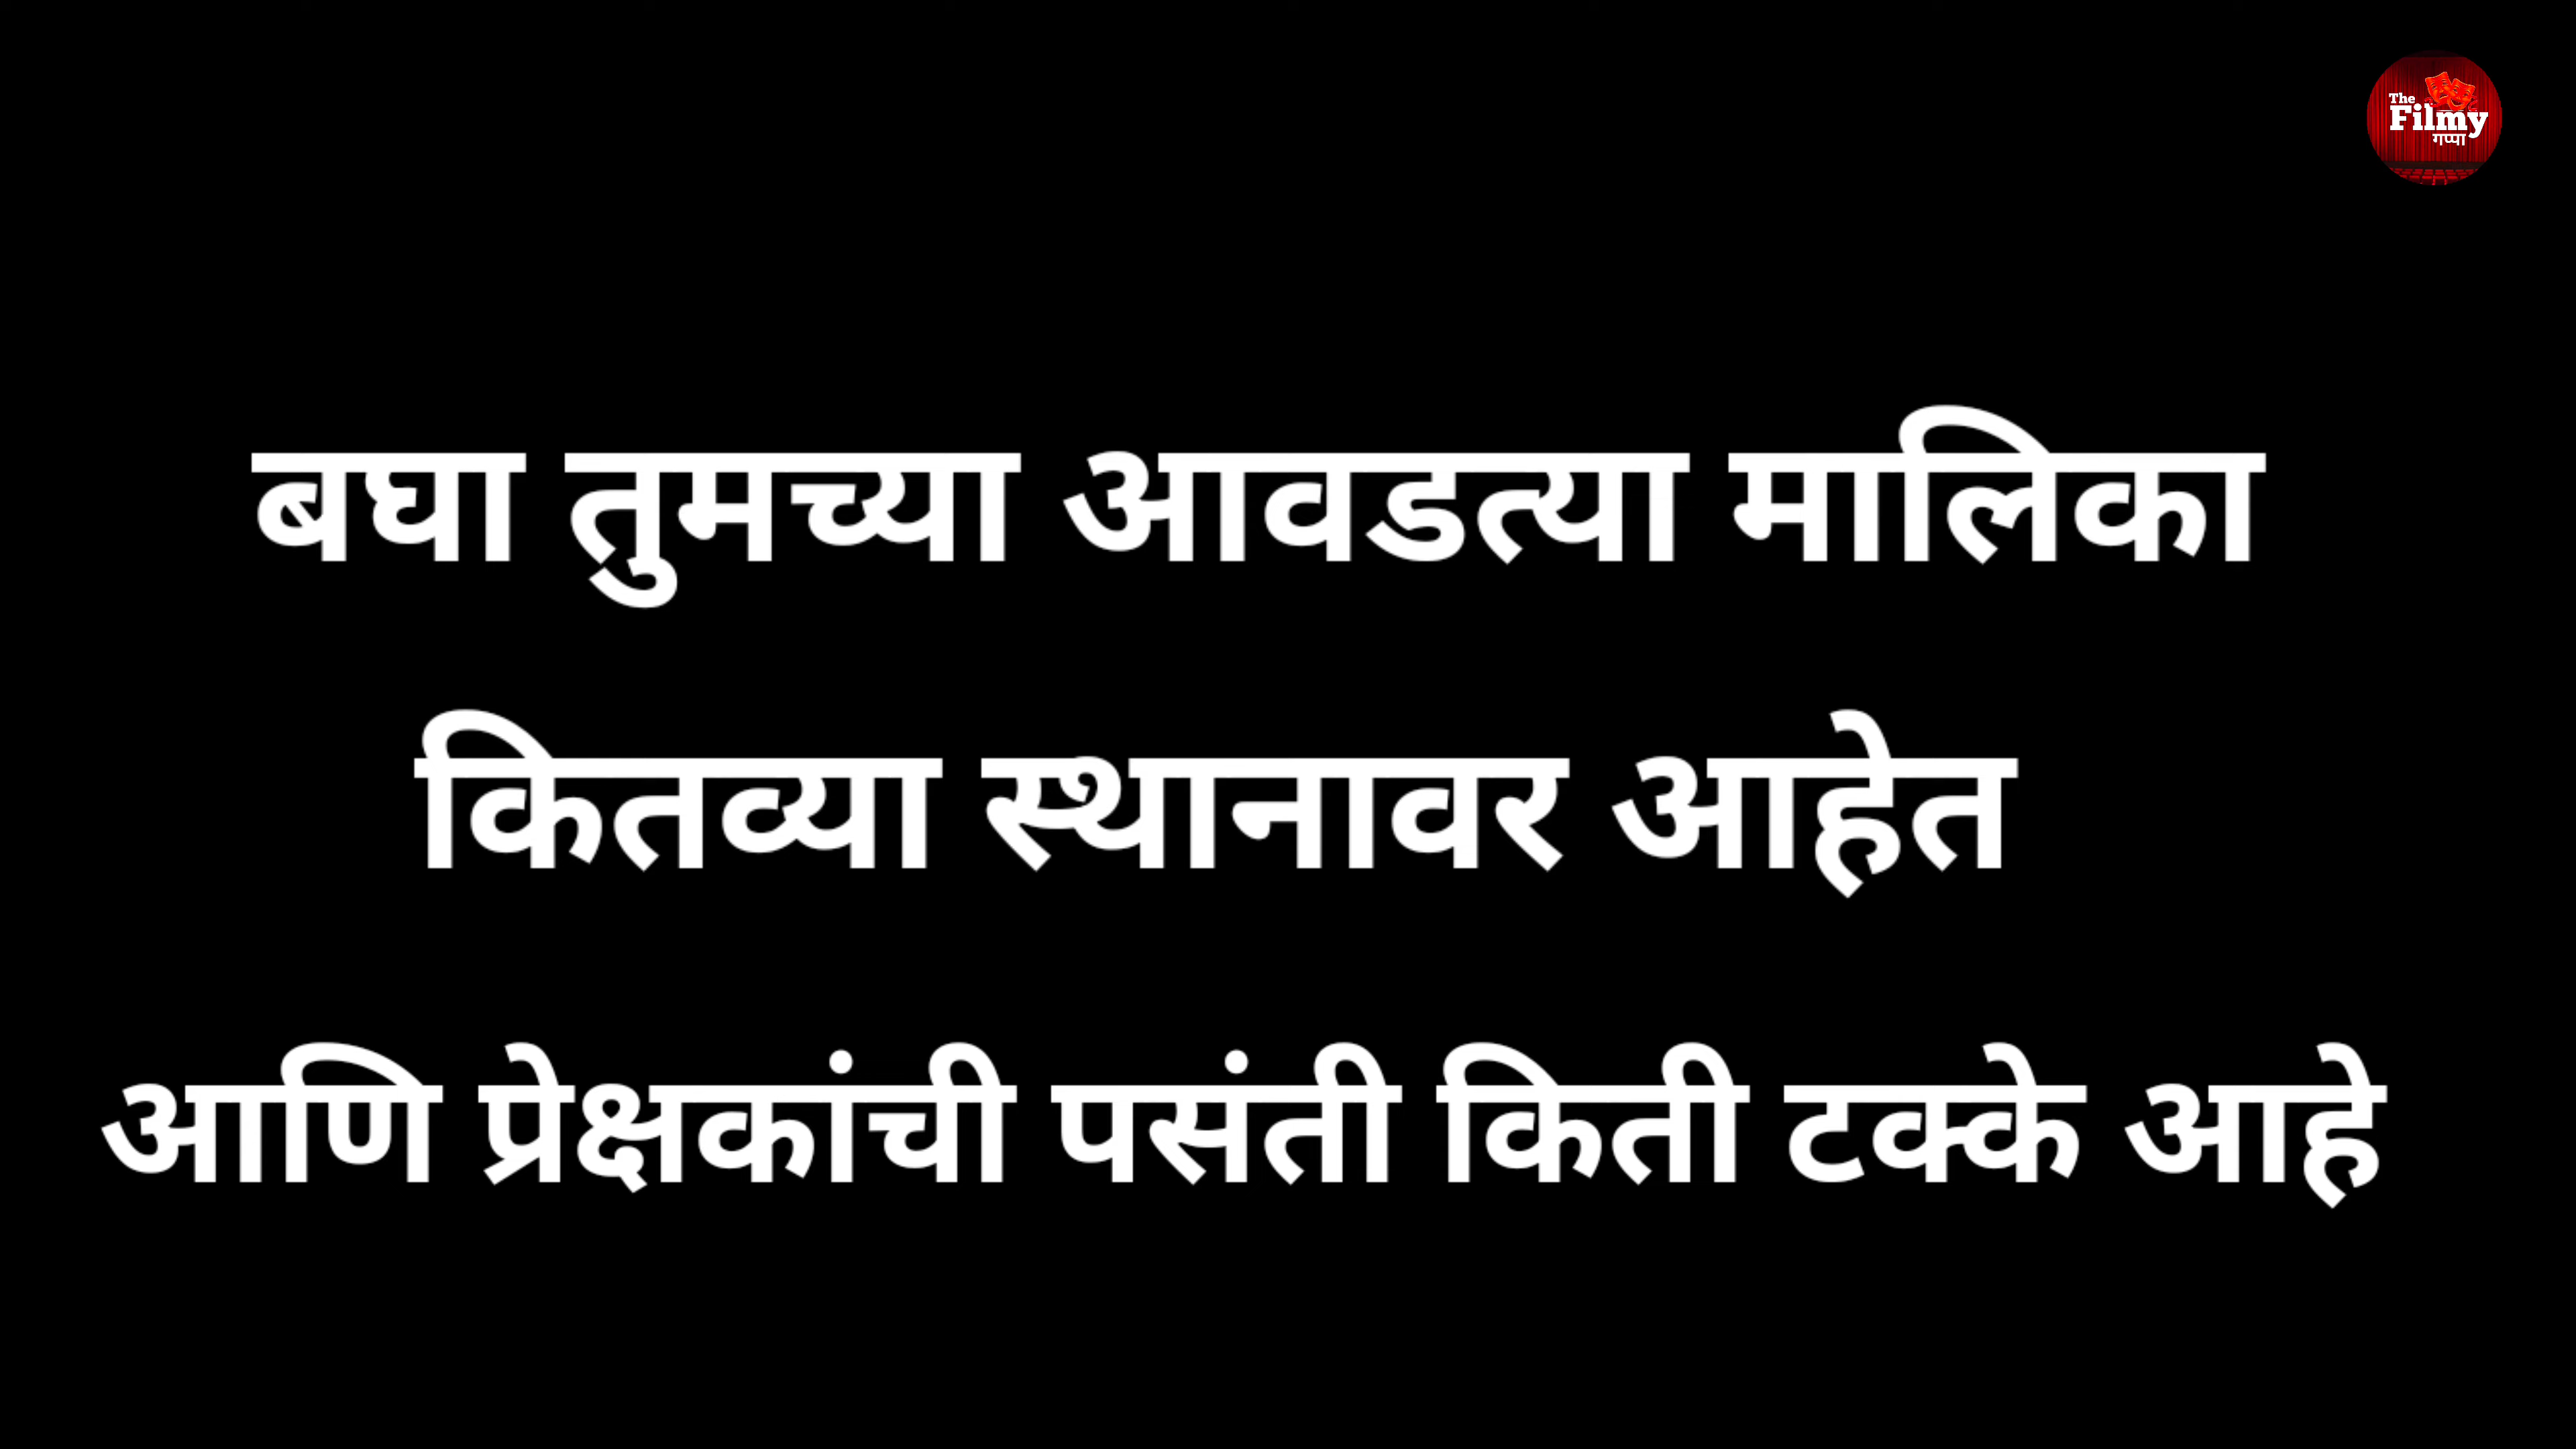 The
Filmy
गप्पा
बघा तुमच्या आवडत्या मालिका
कितव्या स्थानावर आहेत
आणि प्रेक्षकांची पसंती किती टक्के आहे